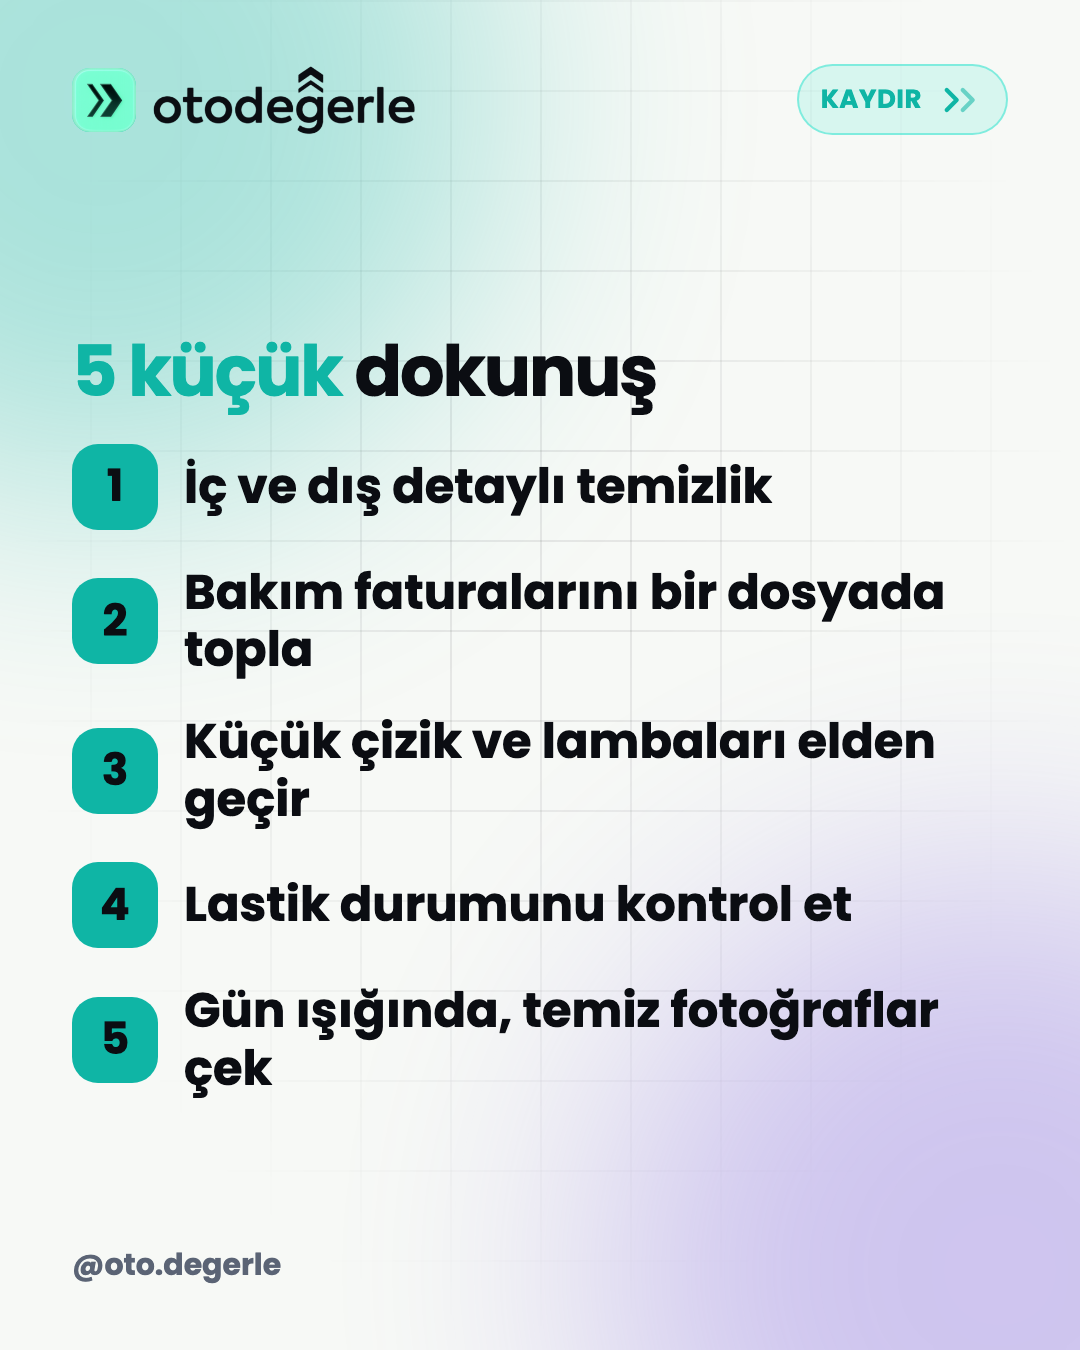 otodeğerle
KAYDIR
5 küçük dokunuş
1
İç ve dış detaylı temizlik
2
Bakım faturalarını bir dosyada
topla
3
Küçük çizik ve lambaları elden
geçir
4
Lastik durumunu kontrol et
5
Gün ışığında, temiz fotoğraflar
çek
@oto.degerle